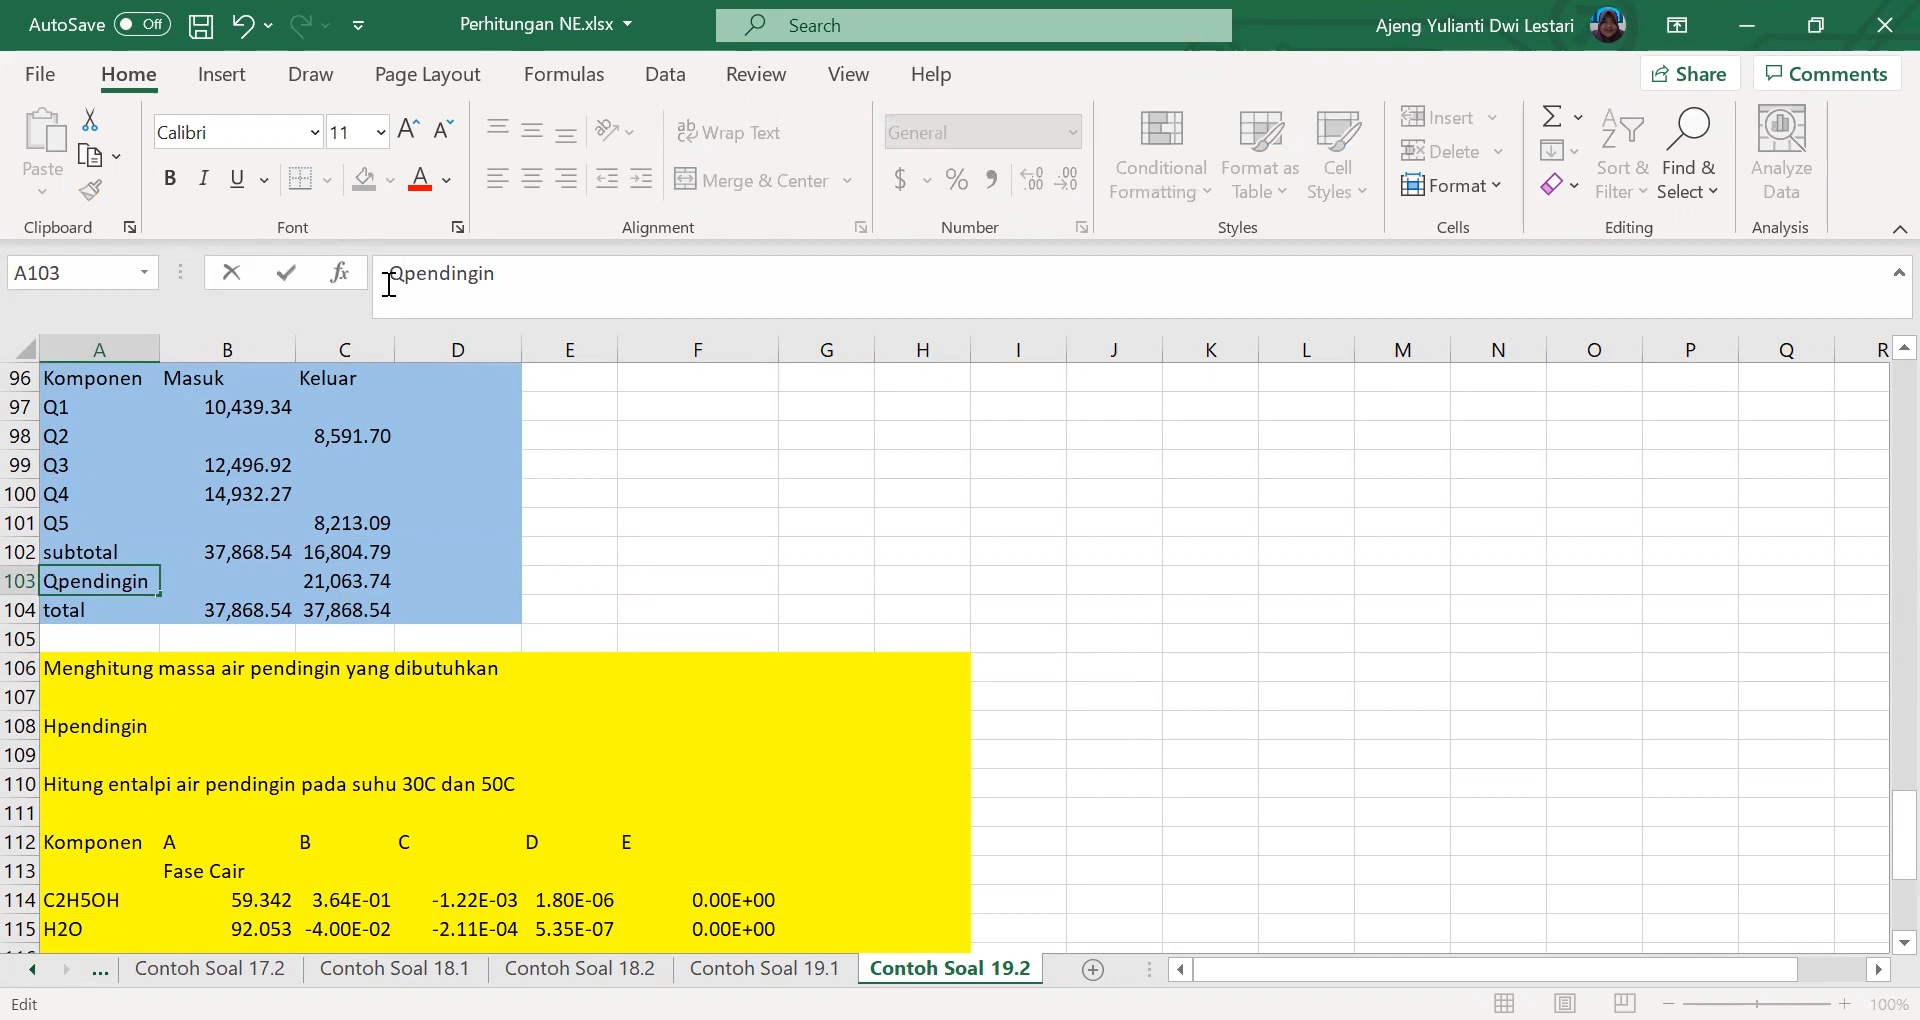 AutoSave Off Perhitungan NE.xlsx Search Ajeng Yulianti Dwi Lestari
File Home Insert Draw Page Layout Formulas Data Review View Help Share Comments
Calibri 11 ab Wrap Text General Insert
Paste B I U Merge & Center $ % Conditional Formatting Format as Table Cell Styles Delete Format Sort & Filter Find & Select Analyze Data
Clipboard Font Alignment Number Styles Cells Editing Analysis
A103 fx Qpendingin
A B C D E F G H I J K L M N O P Q R
96 Komponen Masuk Keluar
97 Q1 10,439.34
98 Q2 8,591.70
99 Q3 12,496.92
100 Q4 14,932.27
101 Q5 8,213.09
102 subtotal 37,868.54 16,804.79
103 Qpendingin 21,063.74
104 total 37,868.54 37,868.54
105
106 Menghitung massa air pendingin yang dibutuhkan
107
108 Hpendingin
109
110 Hitung entalpi air pendingin pada suhu 30C dan 50C
111
112 Komponen A B C D E
113 Fase Cair
114 C2H5OH 59.342 3.64E-01 -1.22E-03 1.80E-06 0.00E+00
115 H2O 92.053 -4.00E-02 -2.11E-04 5.35E-07 0.00E+00
... Contoh Soal 17.2 Contoh Soal 18.1 Contoh Soal 18.2 Contoh Soal 19.1 Contoh Soal 19.2
Edit 100%